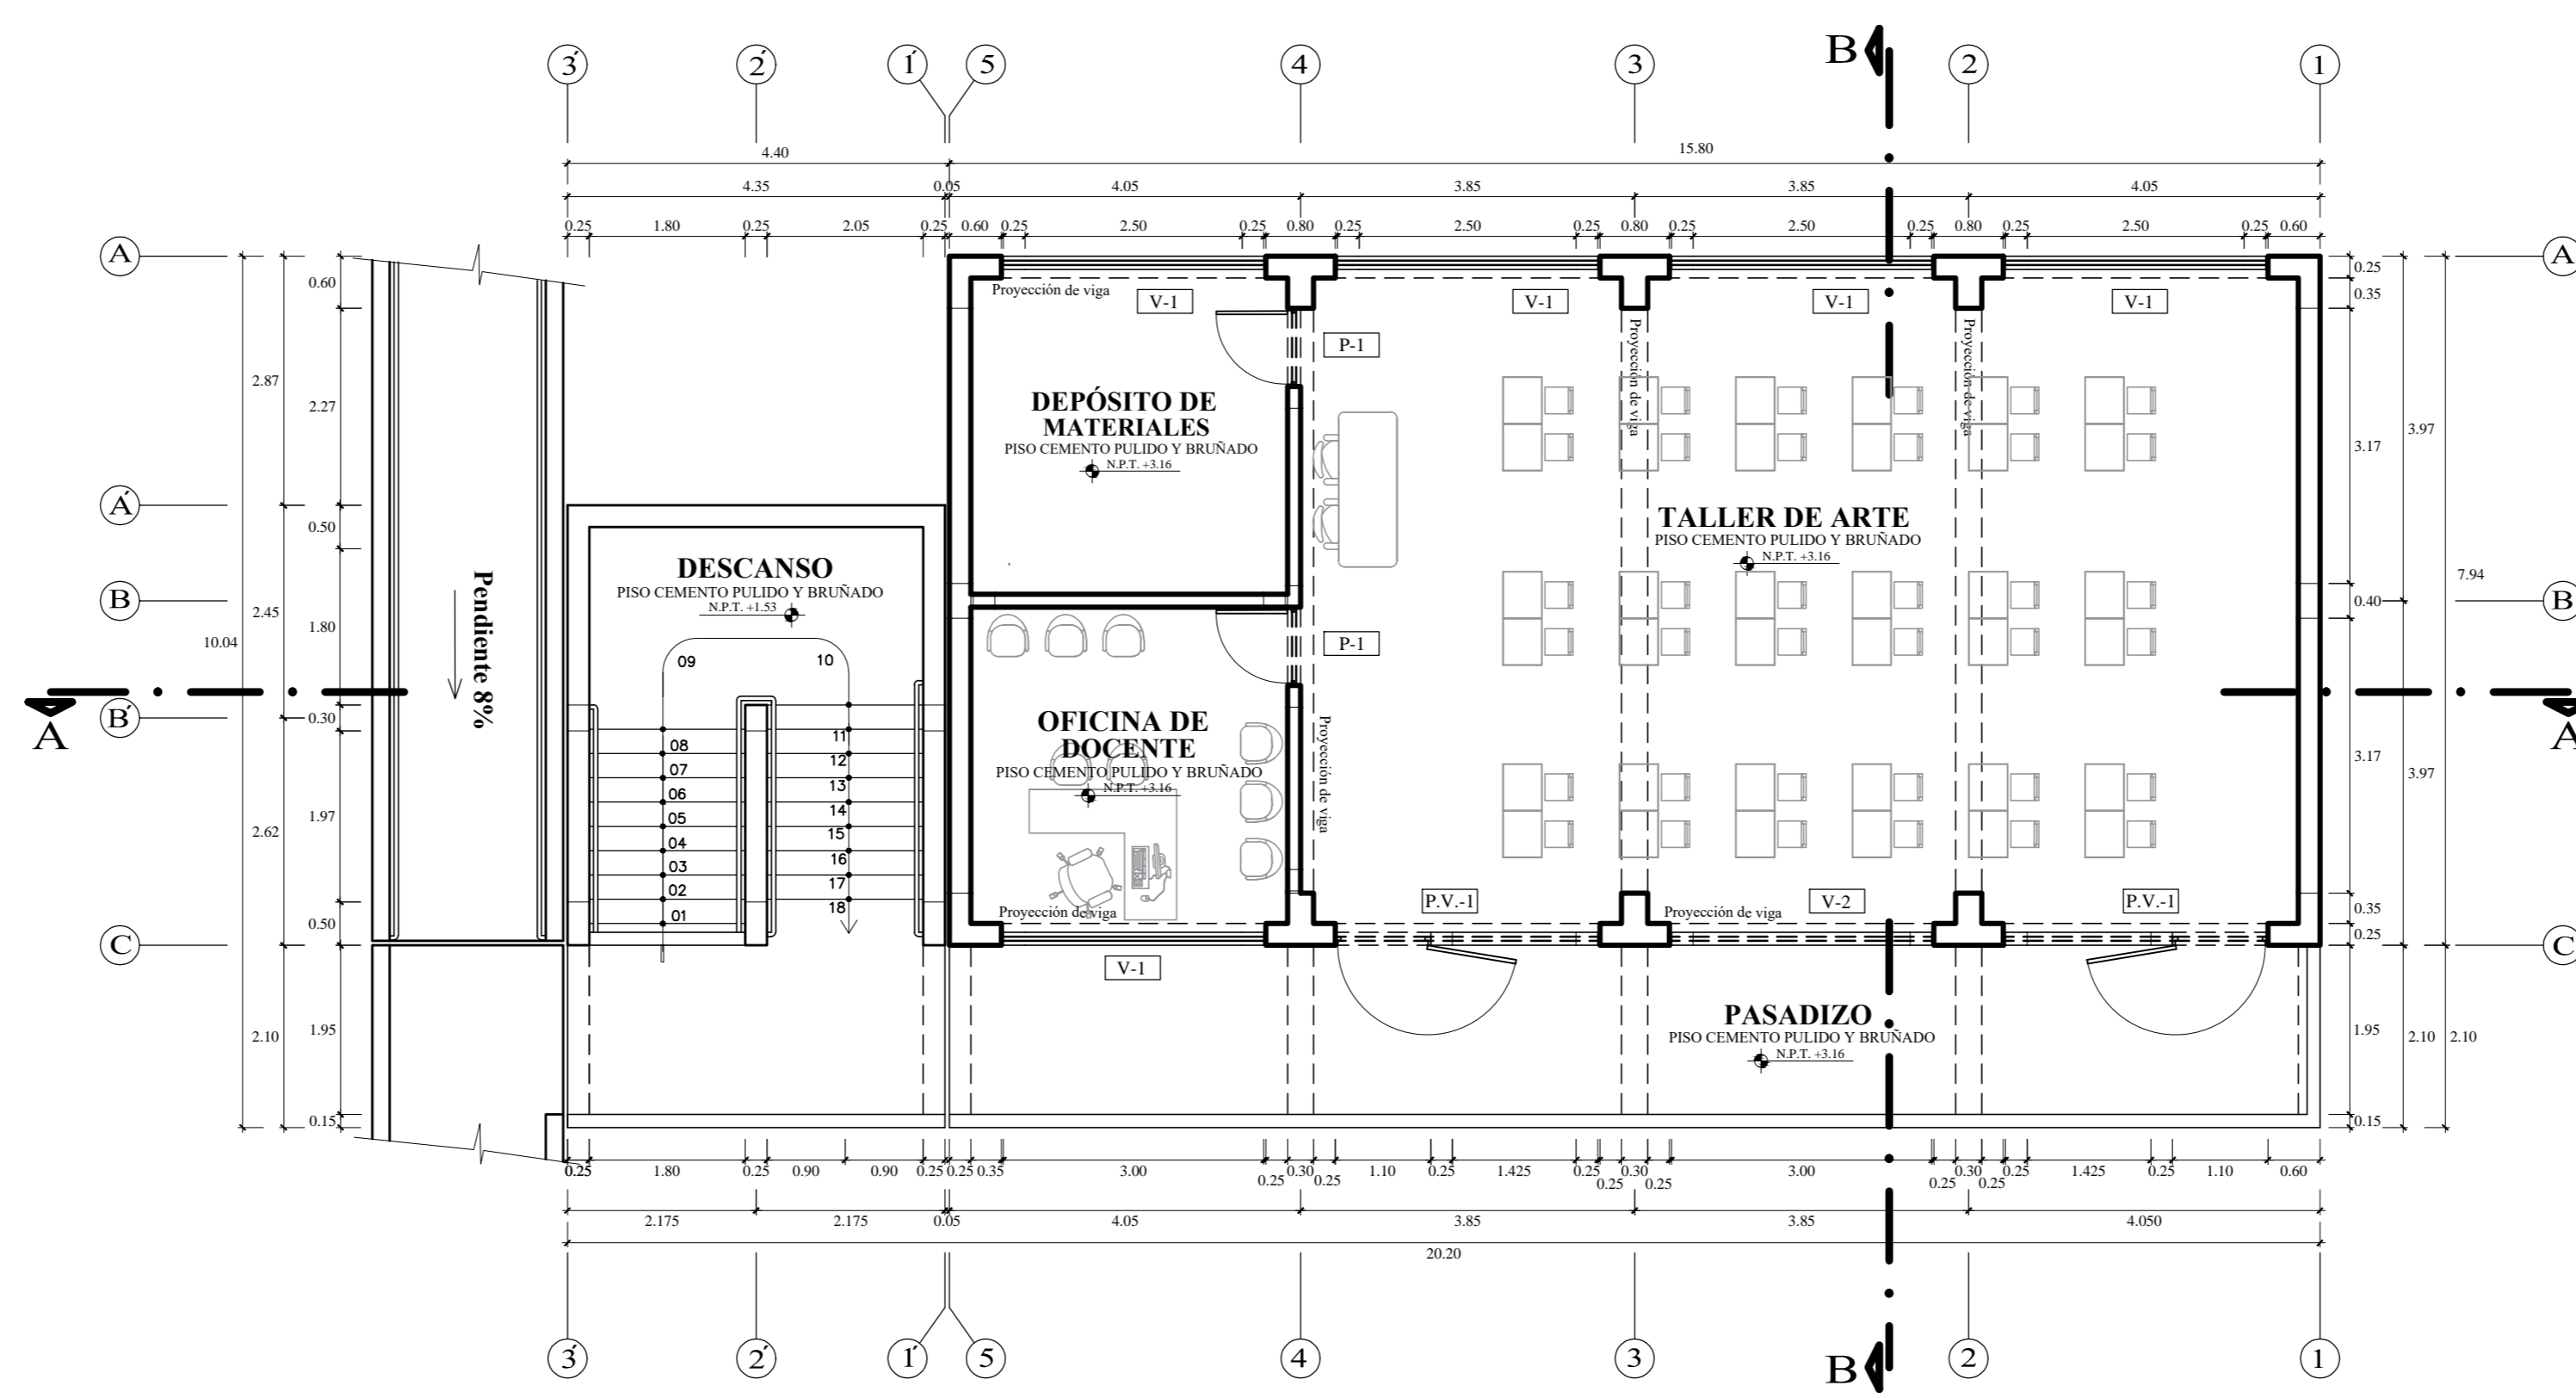 3' 2' 1' 5 4 3 B 2 1
4.40 15.80
4.35 0.05 4.05 3.85 3.85 4.05
0.25 1.80 0.25 2.05 0.25 0.60 0.25 2.50 0.25 0.80 0.25 2.50 0.25 0.80 0.25 2.50 0.25 0.80 0.25 2.50 0.25 0.60
A A
A' B B' C
B C
10.04
2.87 2.45 2.62 2.10
0.60 2.27 0.50 1.80 0.30 1.97 0.50 1.95 0.15
0.25 0.35 3.17 0.40 3.17 0.35 0.25 1.95 0.15
3.97 3.97 2.10
7.94 2.10
A A
Pendiente 8%
DESCANSO
PISO CEMENTO PULIDO Y BRUÑADO
N.P.T. +1.53
09 10
08 11
07 12
06 13
05 14
04 15
03 16
02 17
01 18
Proyección de viga
V-1 V-1 V-1 V-1
P-1
DEPÓSITO DE
MATERIALES
PISO CEMENTO PULIDO Y BRUÑADO
N.P.T. +3.16
Proyección de viga
Proyección de viga
TALLER DE ARTE
PISO CEMENTO PULIDO Y BRUÑADO
N.P.T. +3.16
P-1
OFICINA DE
DOCENTE
PISO CEMENTO PULIDO Y BRUÑADO
N.P.T. +3.16
Proyección de viga
Proyección de viga
P.V.-1
Proyección de viga
V-2
P.V.-1
V-1
PASADIZO
PISO CEMENTO PULIDO Y BRUÑADO
N.P.T. +3.16
0.25 1.80 0.25 0.90 0.90 0.25 0.25 0.35 3.00 0.25 0.30 0.25 1.10 0.25 1.425 0.25 0.25 0.30 0.25 3.00 0.25 0.30 0.25 0.25 1.425 0.25 1.10 0.60
2.175 2.175 0.05 4.05 3.85 3.85 4.050
20.20
3' 2' 1' 5 4 3 B 2 1